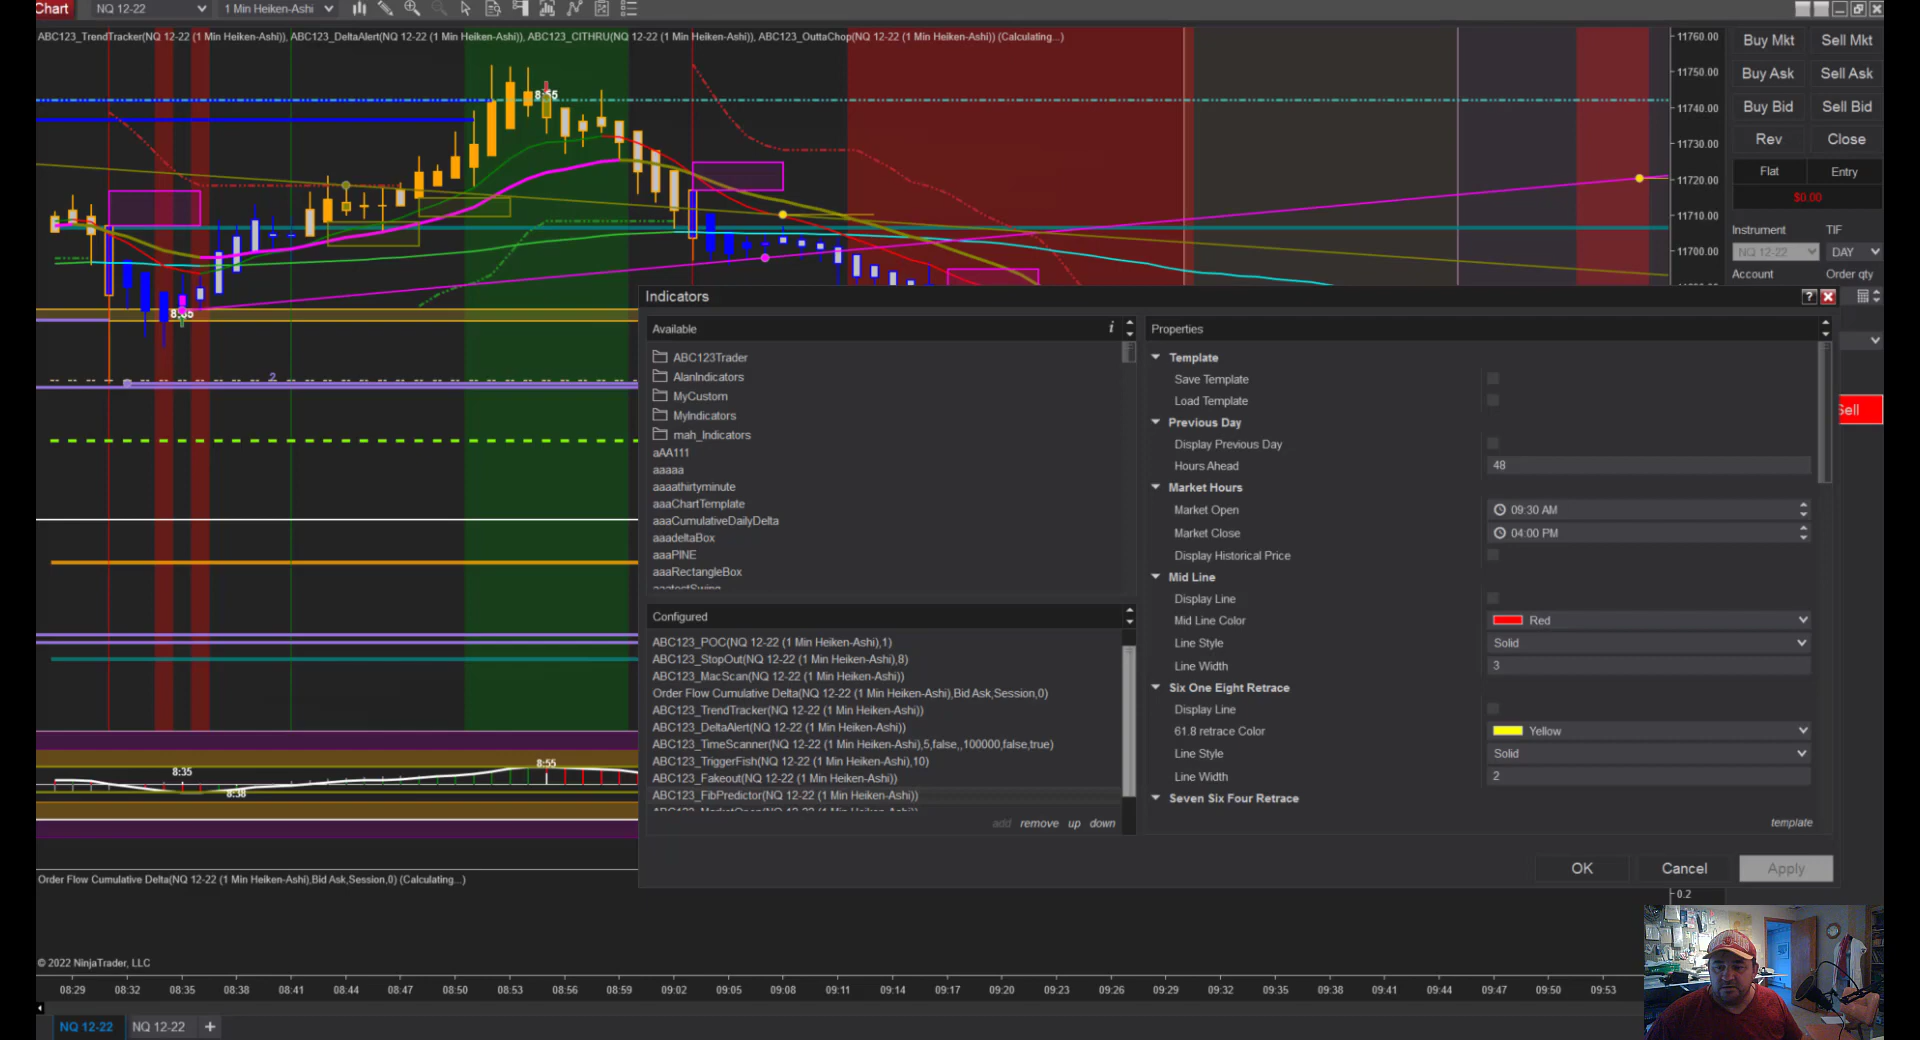 Chart
NQ 12-22
1 Min Heiken-Ashi
ABC123_TrendTracker(NQ 12-22 (1 Min Heiken-Ashi)), ABC123_DeltaAlert(NQ 12-22 (1 Min Heiken-Ashi)), ABC123_CITHRU(NQ 12-22 (1 Min Heiken-Ashi)), ABC123_OuttaChop(NQ 12-22 (1 Min Heiken-Ashi)) (Calculating...)
11760.00
11750.00
11740.00
11730.00
11720.00
11710.00
11700.00
Buy Mkt
Sell Mkt
Buy Ask
Sell Ask
Buy Bid
Sell Bid
Rev
Close
Flat
Entry
$0.00
Instrument
TIF
NQ 12-22
DAY
Account
Order qty
Sell
8:55
2
Indicators
?
Available
i
ABC123Trader
AlanIndicators
MyCustom
MyIndicators
mah_Indicators
aAA111
aaaaa
aaaathirtyminute
aaaChartTemplate
aaaCumulativeDailyDelta
aaadeltaBox
aaaPINE
aaaRectangleBox
aaatestSwing
Configured
ABC123_POC(NQ 12-22 (1 Min Heiken-Ashi),1)
ABC123_StopOut(NQ 12-22 (1 Min Heiken-Ashi),8)
ABC123_MacScan(NQ 12-22 (1 Min Heiken-Ashi))
Order Flow Cumulative Delta(NQ 12-22 (1 Min Heiken-Ashi),Bid Ask,Session,0)
ABC123_TrendTracker(NQ 12-22 (1 Min Heiken-Ashi))
ABC123_DeltaAlert(NQ 12-22 (1 Min Heiken-Ashi))
ABC123_TimeScanner(NQ 12-22 (1 Min Heiken-Ashi),5,false,,100000,false,true)
ABC123_TriggerFish(NQ 12-22 (1 Min Heiken-Ashi),10)
ABC123_Fakeout(NQ 12-22 (1 Min Heiken-Ashi))
ABC123_FibPredictor(NQ 12-22 (1 Min Heiken-Ashi))
add remove up down
Properties
Template
Save Template
Load Template
Previous Day
Display Previous Day
Hours Ahead
48
Market Hours
Market Open
09:30 AM
Market Close
04:00 PM
Display Historical Price
Mid Line
Display Line
Mid Line Color
Red
Line Style
Solid
Line Width
3
Six One Eight Retrace
Display Line
61.8 retrace Color
Yellow
Line Style
Solid
Line Width
2
Seven Six Four Retrace
template
OK
Cancel
Apply
8:35
8:38
8:55
Order Flow Cumulative Delta(NQ 12-22 (1 Min Heiken-Ashi),Bid Ask,Session,0) (Calculating...)
0.2
© 2022 NinjaTrader, LLC
08:29 08:32 08:35 08:38 08:41 08:44 08:47 08:50 08:53 08:56 08:59 09:02 09:05 09:08 09:11 09:14 09:17 09:20 09:23 09:26 09:29 09:32 09:35 09:38 09:41 09:44 09:47 09:50 09:53
NQ 12-22
NQ 12-22
+